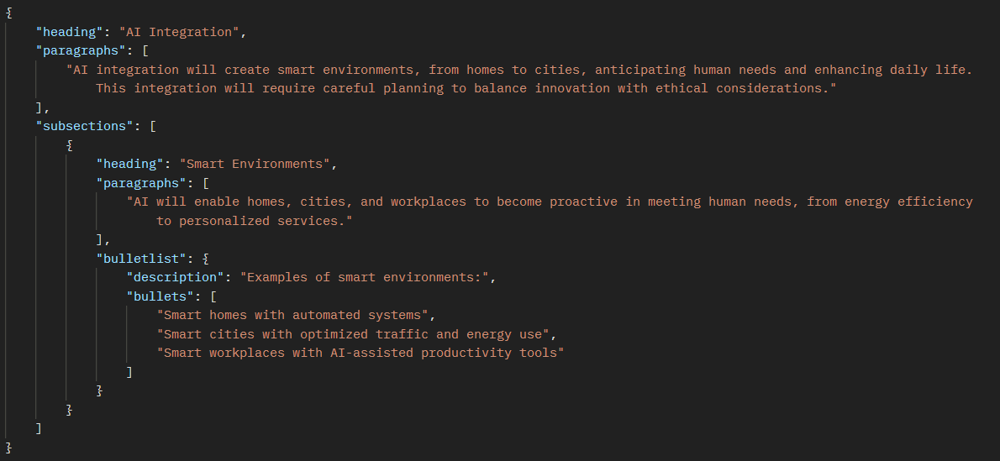 {
"heading": "AI Integration",
"paragraphs": [
"AI integration will create smart environments, from homes to cities, anticipating human needs and enhancing daily life.
This integration will require careful planning to balance innovation with ethical considerations."
],
"subsections": [
{
"heading": "Smart Environments",
"paragraphs": [
"AI will enable homes, cities, and workplaces to become proactive in meeting human needs, from energy efficiency
to personalized services."
],
"bulletlist": {
"description": "Examples of smart environments:",
"bullets": [
"Smart homes with automated systems",
"Smart cities with optimized traffic and energy use",
"Smart workplaces with AI-assisted productivity tools"
]
}
}
]
}